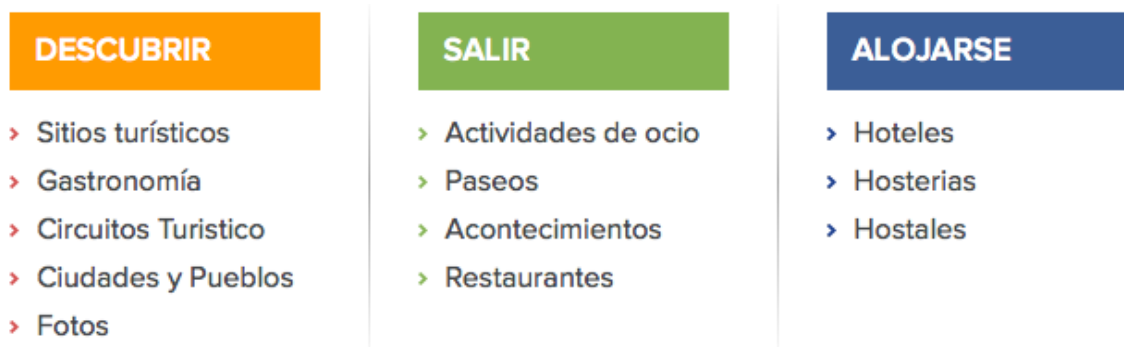 DESCUBRIR
Sitios turísticos
Gastronomía
Circuitos Turistico
Ciudades y Pueblos
Fotos
SALIR
Actividades de ocio
Paseos
Acontecimientos
Restaurantes
ALOJARSE
Hoteles
Hosterias
Hostales